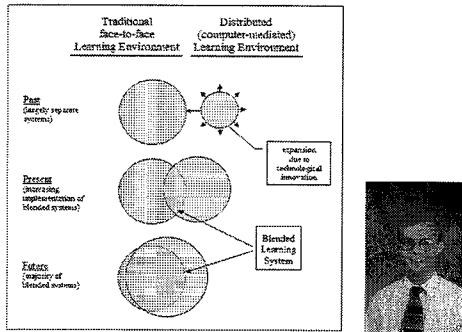 Traditional
face-to-face
Learning Environment
Distributed
(computer-mediated)
Learning Environment
Past
(largely separate
systems)
expansion
due to
technological
innovation
Present
(increasing
implementation of
blended systems)
Blended
Learning
System
Future
(majority of
blended systems)